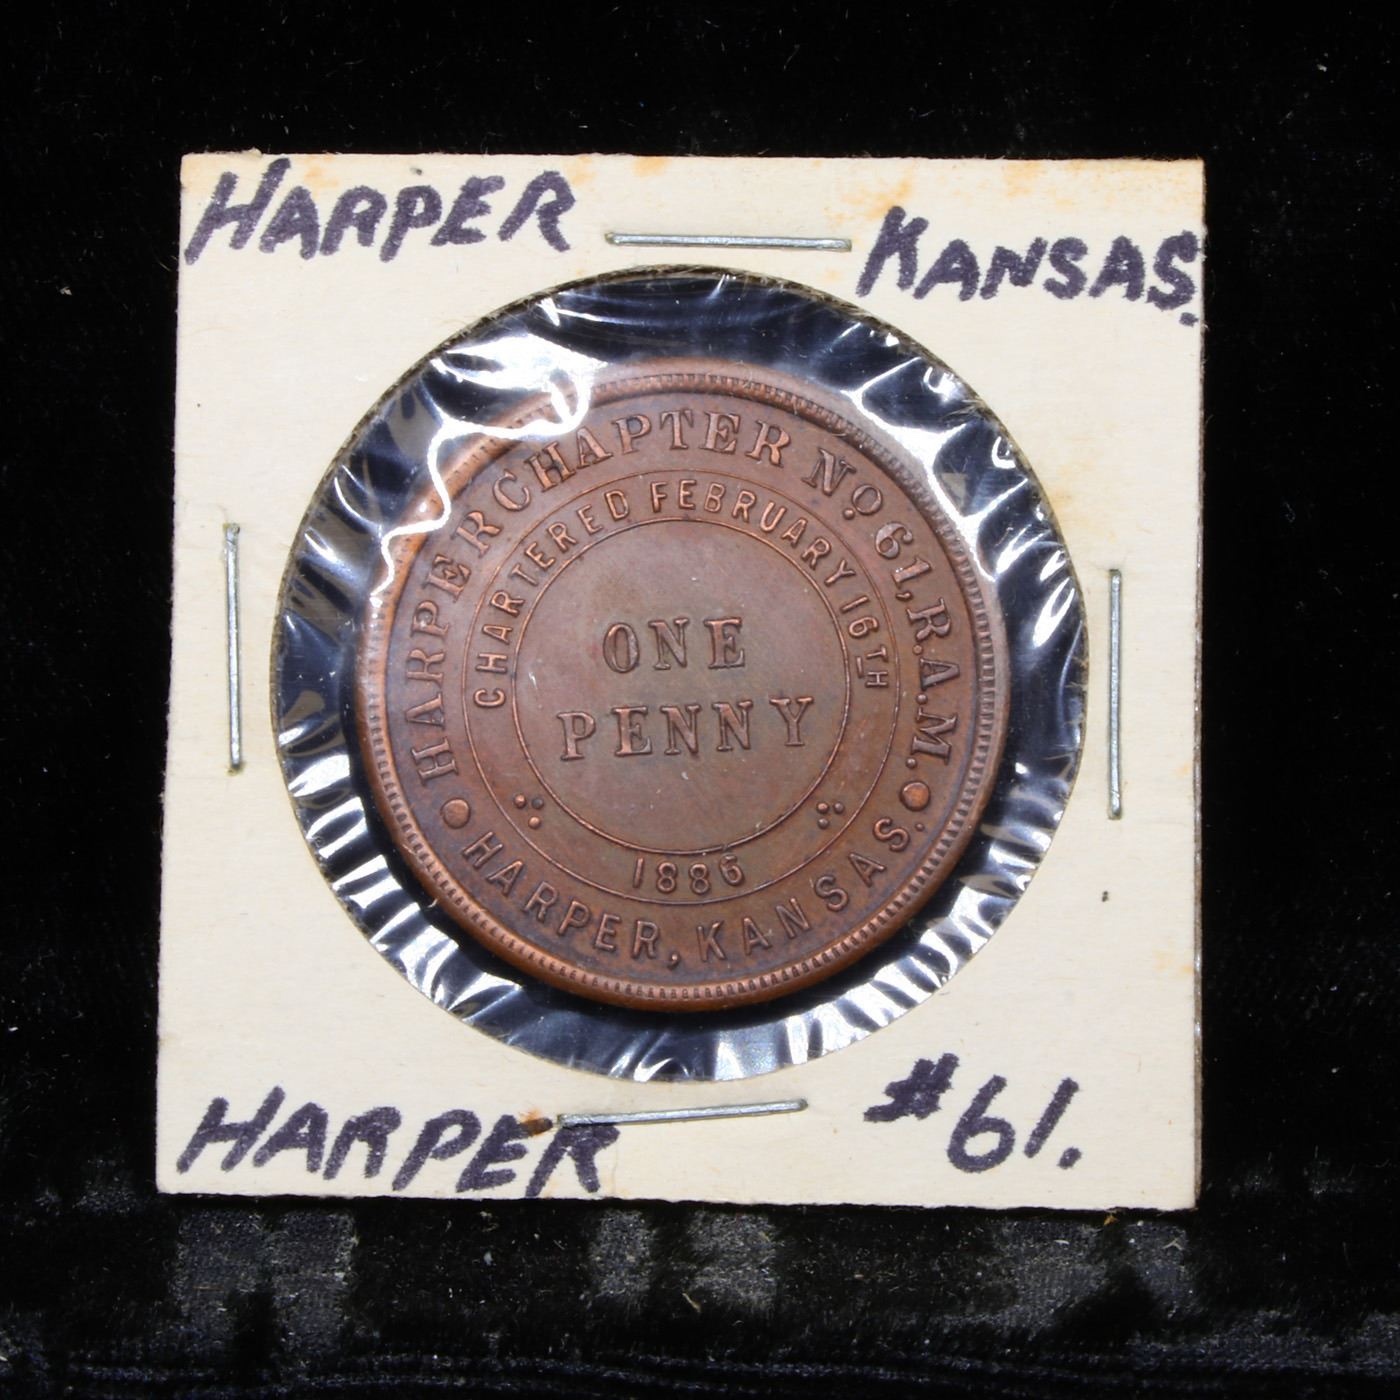 HARPER KANSAS.
HARPER CHAPTER NO. 61, R.A.M.
CHARTERED FEBRUARY 16TH
ONE
PENNY
1886
HARPER, KANSAS.
HARPER #61.